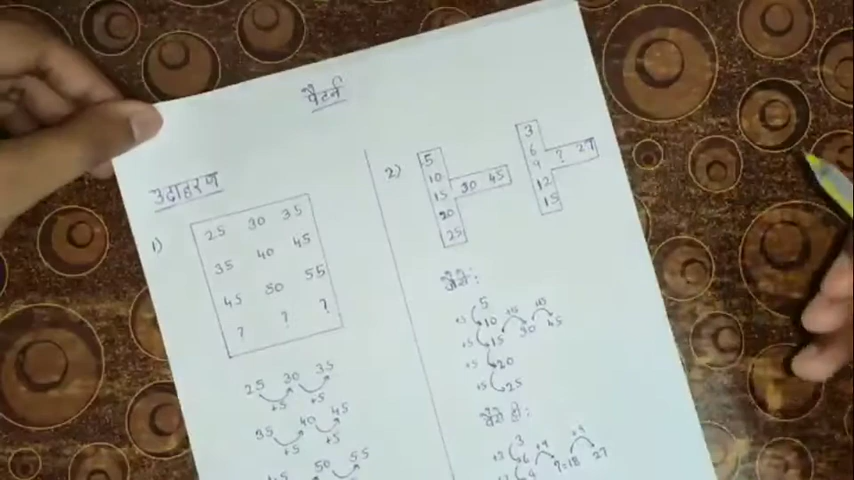 पैटर्न
उदाहरण
1)
25 30 35
35 40 45
45 50 55
? ? ?
25 30 35
+5 +5
35 40 45
+5 +5
50 55
2)
5
10
15 30 45
20
25
3
6
9 ? 27
12
15
जैसे:
5
+5 10 +15 +15
+5 15 30 45
+5 20
+5 25
वैसे ही:
3
+3 6 +9 +9
9 ?=18 27